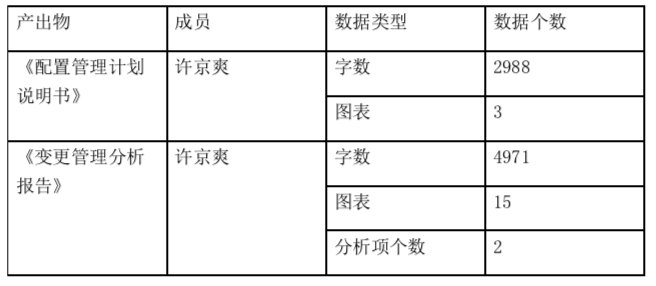 产出物 成员 数据类型 数据个数
《配置管理计划 许京爽 字数 2988
说明书》
图表 3
《变更管理分析 许京爽 字数 4971
报告》
图表 15
分析项个数 2